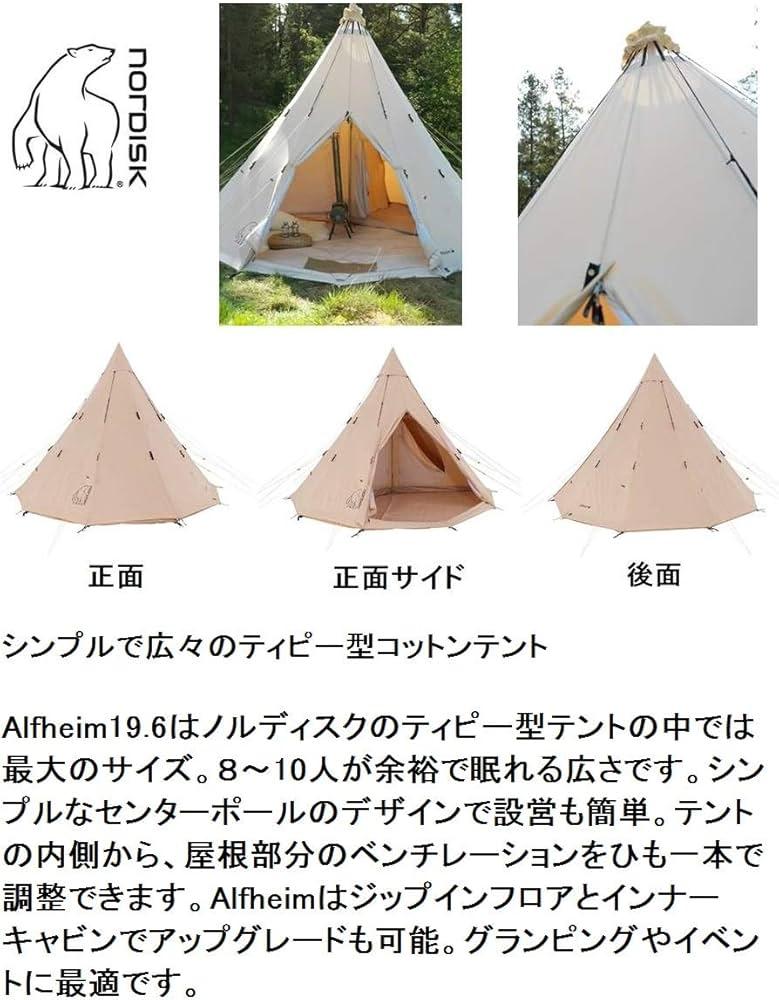 nordisk
®
正面
正面サイド
後面
シンプルで広々のティピー型コットンテント
Alfheim19.6はノルディスクのティピー型テントの中では
最大のサイズ。8～10人が余裕で眠れる広さです。シン
プルなセンターポールのデザインで設営も簡単。テント
の内側から、屋根部分のベンチレーションをひも一本で
調整できます。Alfheimはジップインフロアとインナー
キャビンでアップグレードも可能。グランピングやイベン
トに最適です。